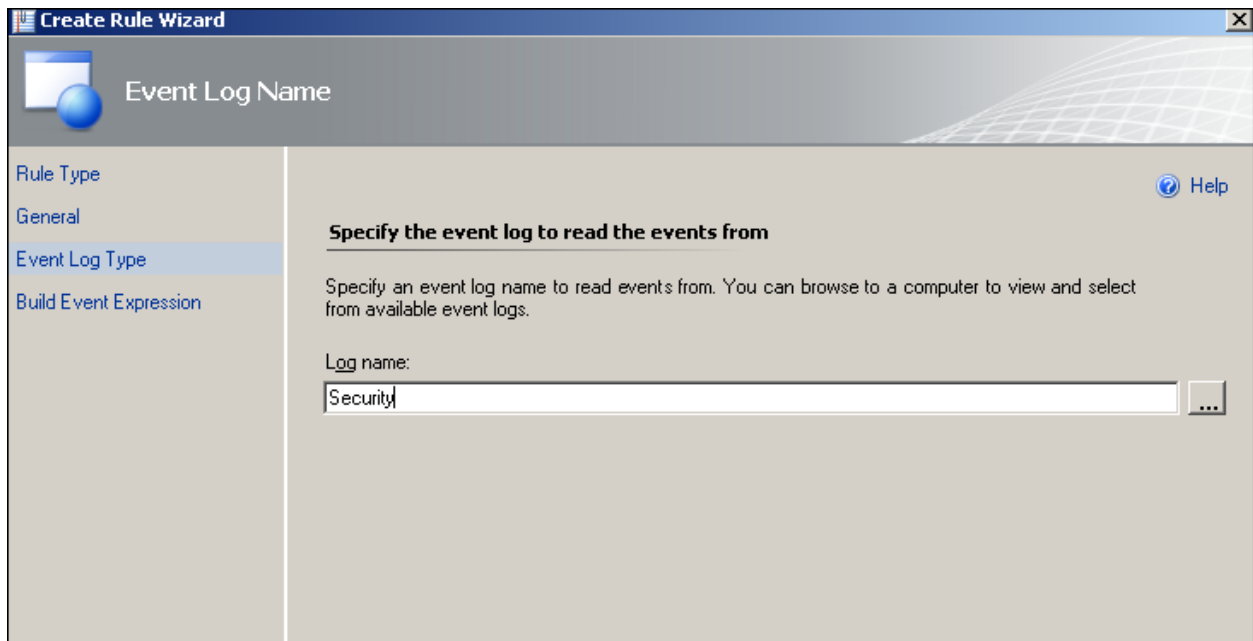 Create Rule Wizard
Event Log Name
Rule Type
General
Event Log Type
Build Event Expression
Help
Specify the event log to read the events from
Specify an event log name to read events from. You can browse to a computer to view and select
from available event logs.
Log name:
Security
...